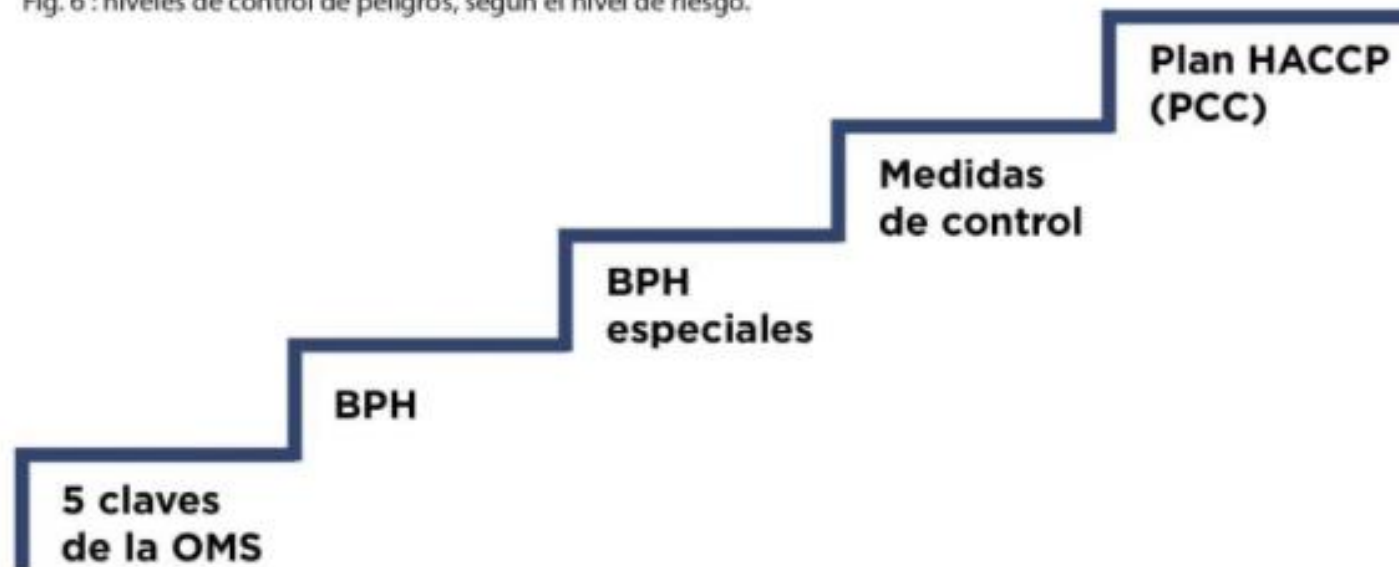 Fig. 6 : niveles de control de peligros, según el nivel de riesgo.
Plan HACCP
(PCC)
Medidas
de control
BPH
especiales
BPH
5 claves
de la OMS